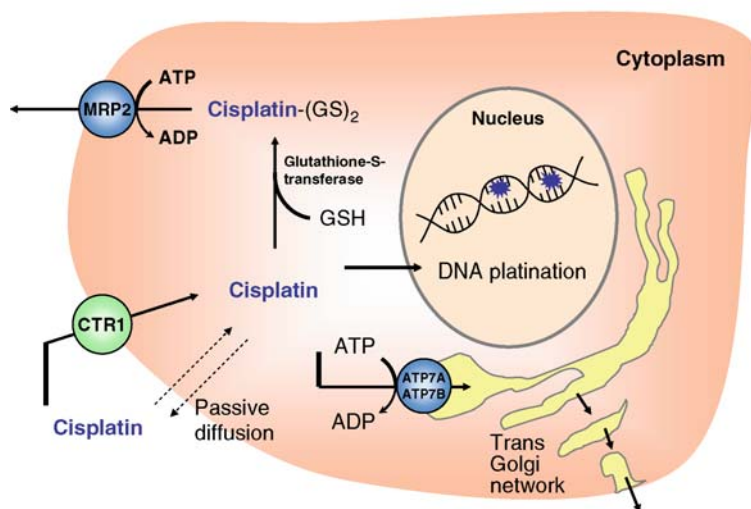 Cytoplasm
ATP
MRP2
ADP
Cisplatin-(GS)2
Nucleus
Glutathione-S-
transferase
GSH
DNA platination
Cisplatin
CTR1
ATP
ATP7A
ATP7B
ADP
Passive
diffusion
Cisplatin
Trans
Golgi
network